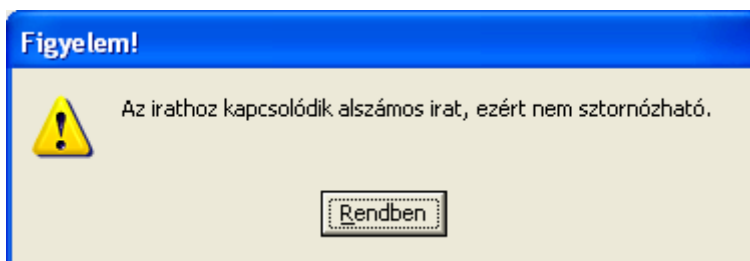 Figyelem!
Az irathoz kapcsolódik alszámos irat, ezért nem sztornózható.
Rendben